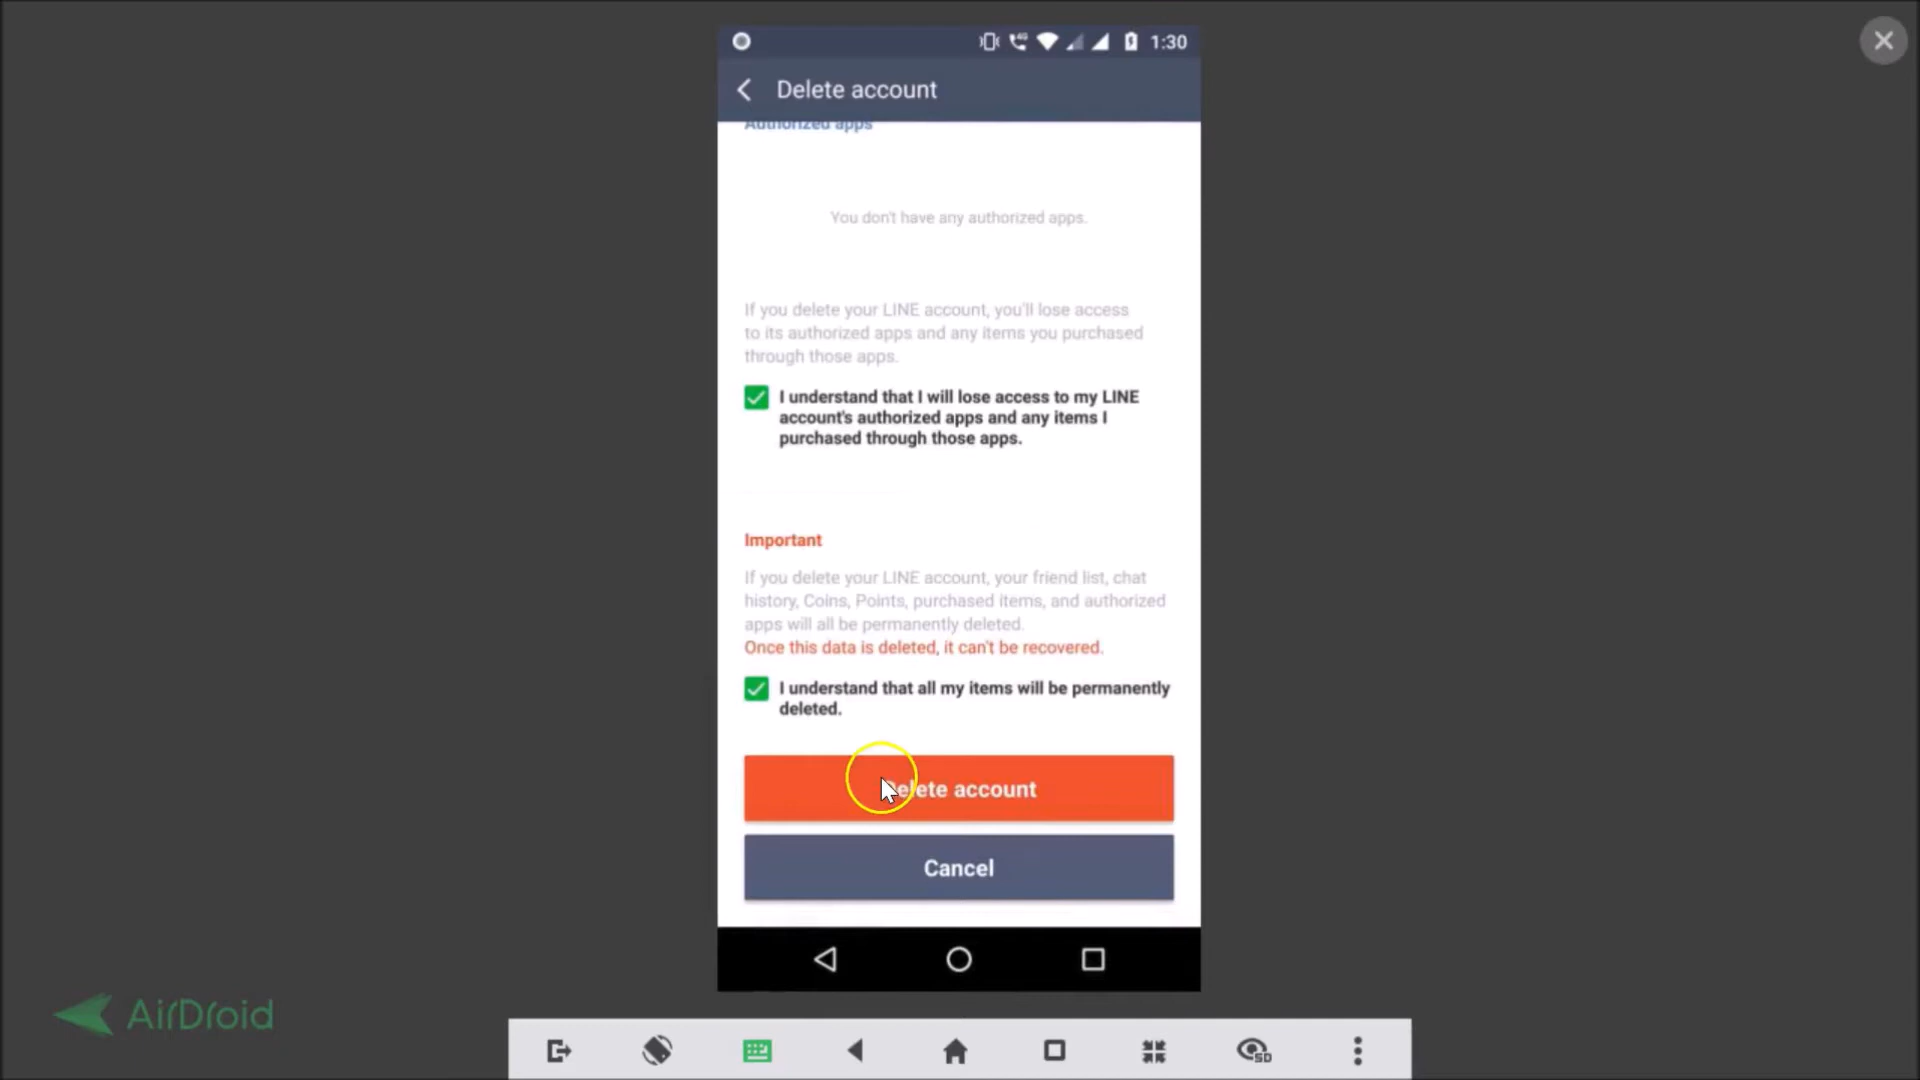 1:30
Delete account
Authorized apps
You don't have any authorized apps.
If you delete your LINE account, you'll lose access
to its authorized apps and any items you purchased
through those apps.
I understand that I will lose access to my LINE
account's authorized apps and any items I
purchased through those apps.
Important
If you delete your LINE account, your friend list, chat
history, Coins, Points, purchased items, and authorized
apps will all be permanently deleted.
Once this data is deleted, it can't be recovered.
I understand that all my items will be permanently
deleted.
Delete account
Cancel
AirDroid
SD